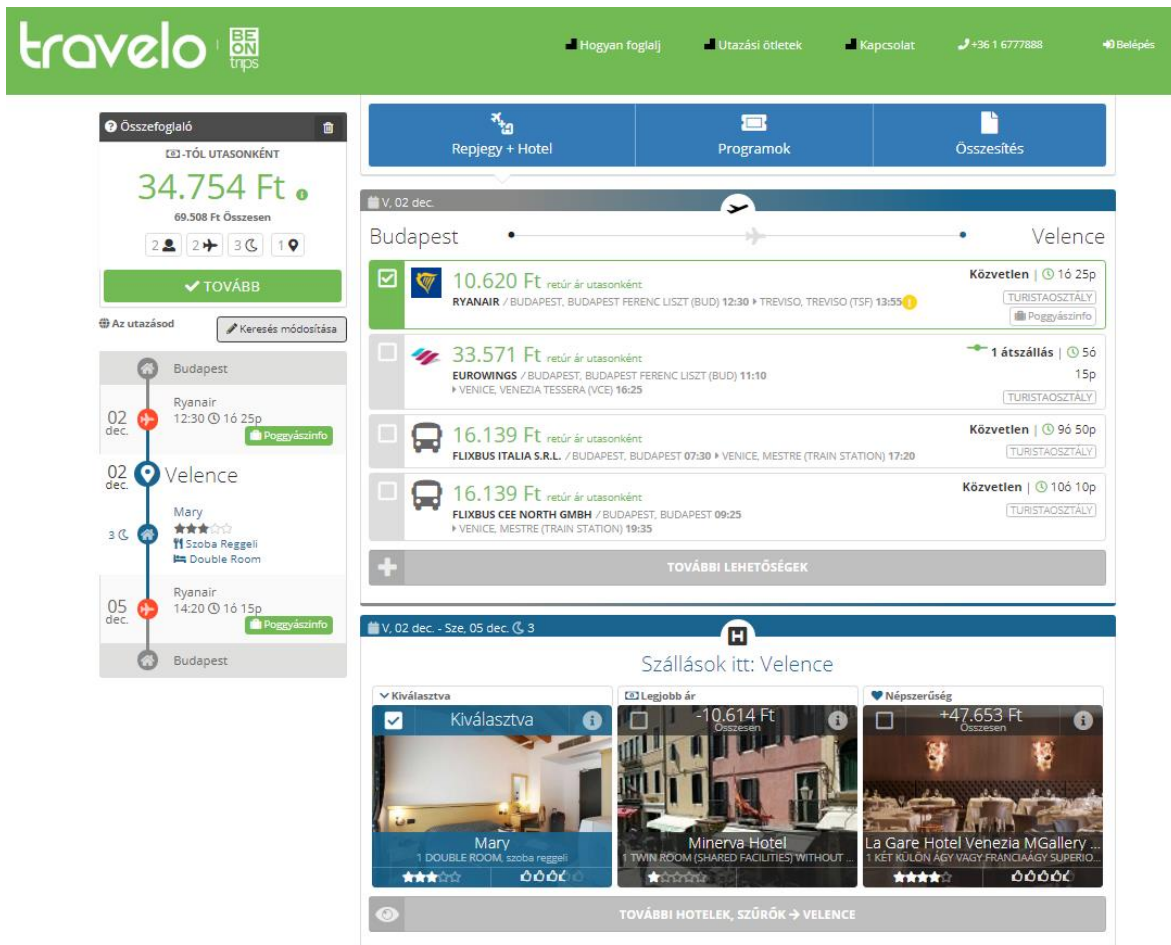 travelo
BE
ON
trips
Hogyan foglalj
Utazási ötletek
Kapcsolat
+36 1 6777888
Belépés
Összefoglaló
-TÓL UTASONKÉNT
34.754 Ft
69.508 Ft Összesen
2 2 3 1
TOVÁBB
Az utazásod
Keresés módosítása
Budapest
Ryanair
02 dec.
12:30 1ó 25p
Poggyászinfo
02 dec.
Velence
Mary
3
Szoba Reggeli
Double Room
Ryanair
05 dec.
14:20 1ó 15p
Poggyászinfo
Budapest
Repjegy + Hotel
Programok
Összesítés
V, 02 dec.
Budapest
Velence
10.620 Ft retúr ár utasonként
RYANAIR / BUDAPEST, BUDAPEST FERENC LISZT (BUD) 12:30 TREVISO, TREVISO (TSF) 13:55
Közvetlen | 1ó 25p
TURISTAOSZTÁLY
Poggyászinfo
33.571 Ft retúr ár utasonként
EUROWINGS / BUDAPEST, BUDAPEST FERENC LISZT (BUD) 11:10
VENICE, VENEZIA TESSERA (VCE) 16:25
1 átszállás | 5ó
15p
TURISTAOSZTÁLY
16.139 Ft retúr ár utasonként
FLIXBUS ITALIA S.R.L. / BUDAPEST, BUDAPEST 07:30 VENICE, MESTRE (TRAIN STATION) 17:20
Közvetlen | 9ó 50p
TURISTAOSZTÁLY
16.139 Ft retúr ár utasonként
FLIXBUS CEE NORTH GMBH / BUDAPEST, BUDAPEST 09:25
VENICE, MESTRE (TRAIN STATION) 19:35
Közvetlen | 10ó 10p
TURISTAOSZTÁLY
TOVÁBBI LEHETŐSÉGEK
V, 02 dec. - Sze, 05 dec. 3
H
Szállások itt: Velence
Kiválasztva
Kiválasztva
Mary
1 DOUBLE ROOM, szoba reggeli
Legjobb ár
-10.614 Ft
Összesen
Minerva Hotel
1 TWIN ROOM (SHARED FACILITIES) WITHOUT ...
Népszerűség
+47.653 Ft
Összesen
La Gare Hotel Venezia MGallery ...
1 KÉT KÜLÖN ÁGY VAGY FRANCIAÁGY SUPERIO...
TOVÁBBI HOTELEK, SZŰRŐK → VELENCE